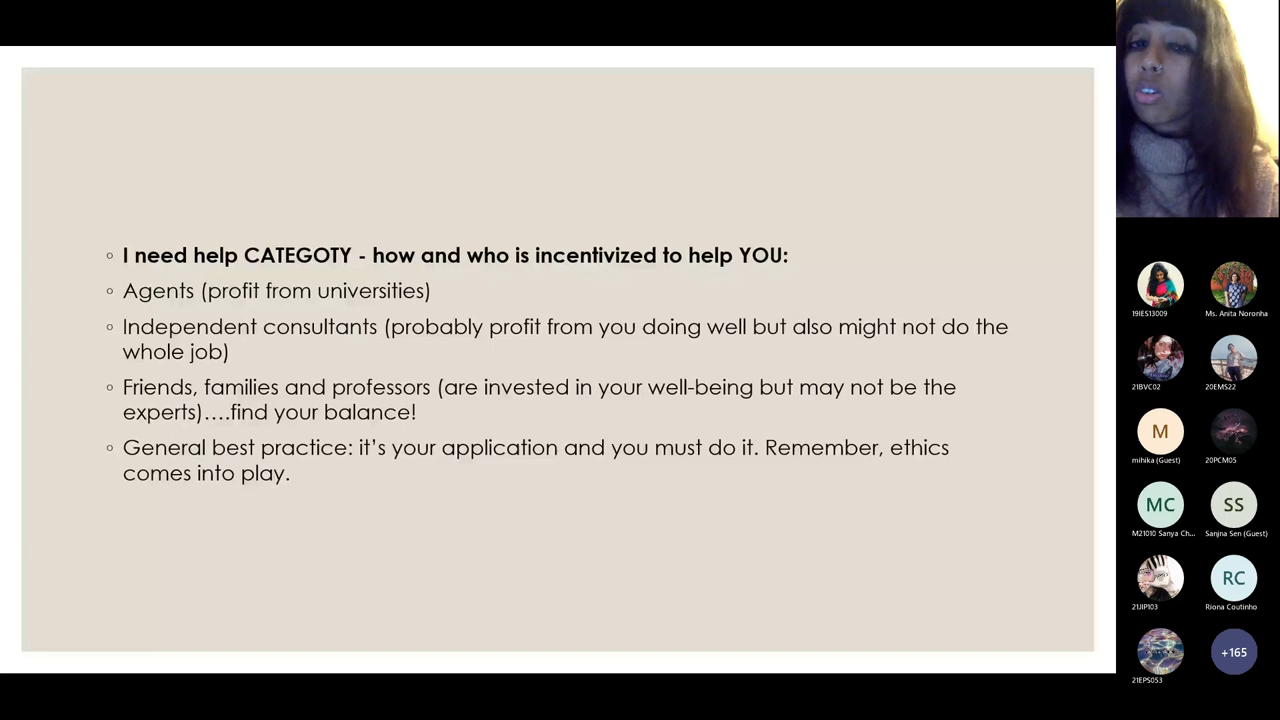 ◦ I need help CATEGOTY - how and who is incentivized to help YOU:
◦ Agents (profit from universities)
◦ Independent consultants (probably profit from you doing well but also might not do the
whole job)
◦ Friends, families and professors (are invested in your well-being but may not be the
experts)....find your balance!
◦ General best practice: it’s your application and you must do it. Remember, ethics
comes into play.
19IES13009 Ms. Anita Noronha
21BVC02 20EMS22
M
mihika (Guest) 20PCM05
MC SS
M21010 Sanya Ch... Sanjna Sen (Guest)
RC
21JIP103 Riona Coutinho
+165
21EPS053